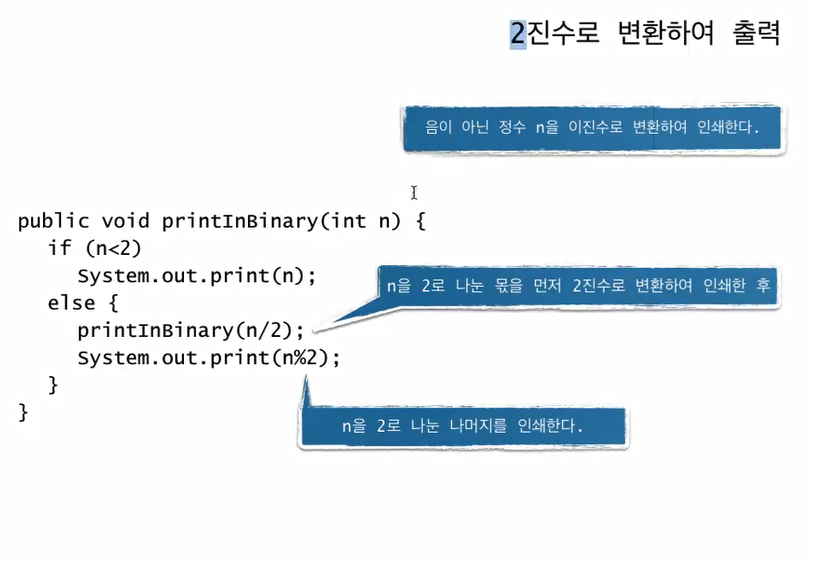 2진수로 변환하여 출력
음이 아닌 정수 n을 이진수로 변환하여 인쇄한다.
public void printInBinary(int n) {
if (n<2)
System.out.print(n);
else {
n을 2로 나눈 몫을 먼저 2진수로 변환하여 인쇄한 후
printInBinary(n/2);
System.out.print(n%2);
}
}
n을 2로 나눈 나머지를 인쇄한다.